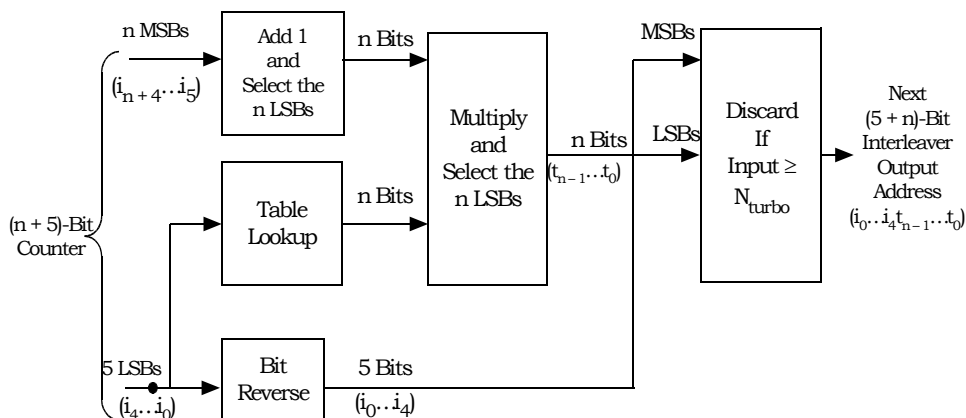 n MSBs
(i_{n + 4}…i_5)
Add 1
and
Select the
n LSBs
n Bits
Multiply
and
Select the
n LSBs
n Bits
(t_{n – 1}…t_0)
MSBs
LSBs
Discard
If
Input ≥
N_{turbo}
Next
(5 + n)-Bit
Interleaver
Output
Address
(i_0…i_4t_{n – 1}…t_0)
(n + 5)-Bit
Counter
Table
Lookup
n Bits
5 LSBs
(i_4…i_0)
Bit
Reverse
5 Bits
(i_0…i_4)